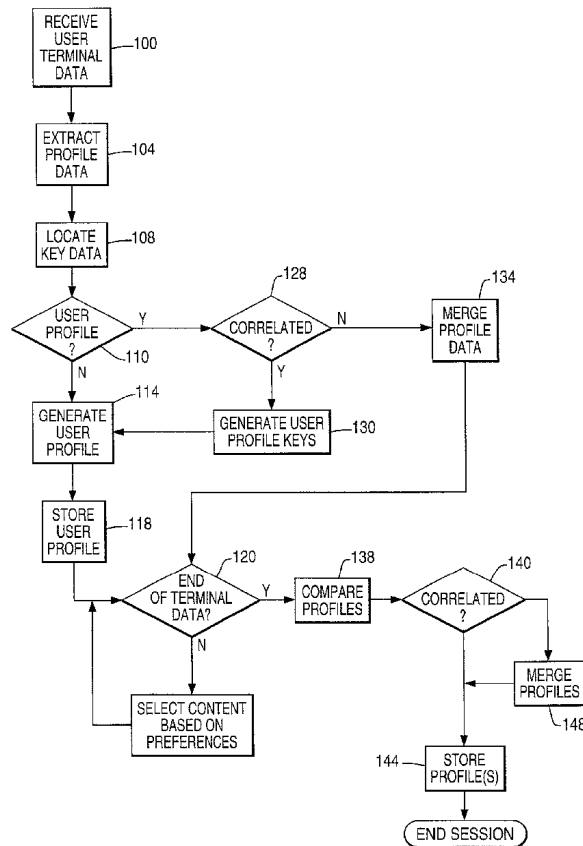 RECEIVE
USER
TERMINAL
DATA
100
EXTRACT
PROFILE
DATA
104
LOCATE
KEY DATA
108
USER
PROFILE
?
110
Y
N
128
CORRELATED
?
N
Y
134
MERGE
PROFILE
DATA
114
GENERATE
USER
PROFILE
GENERATE USER
PROFILE KEYS
130
STORE
USER
PROFILE
118
120
END
OF TERMINAL
DATA?
Y
N
138
COMPARE
PROFILES
140
CORRELATED
?
MERGE
PROFILES
148
SELECT CONTENT
BASED ON
PREFERENCES
144
STORE
PROFILE(S)
END SESSION